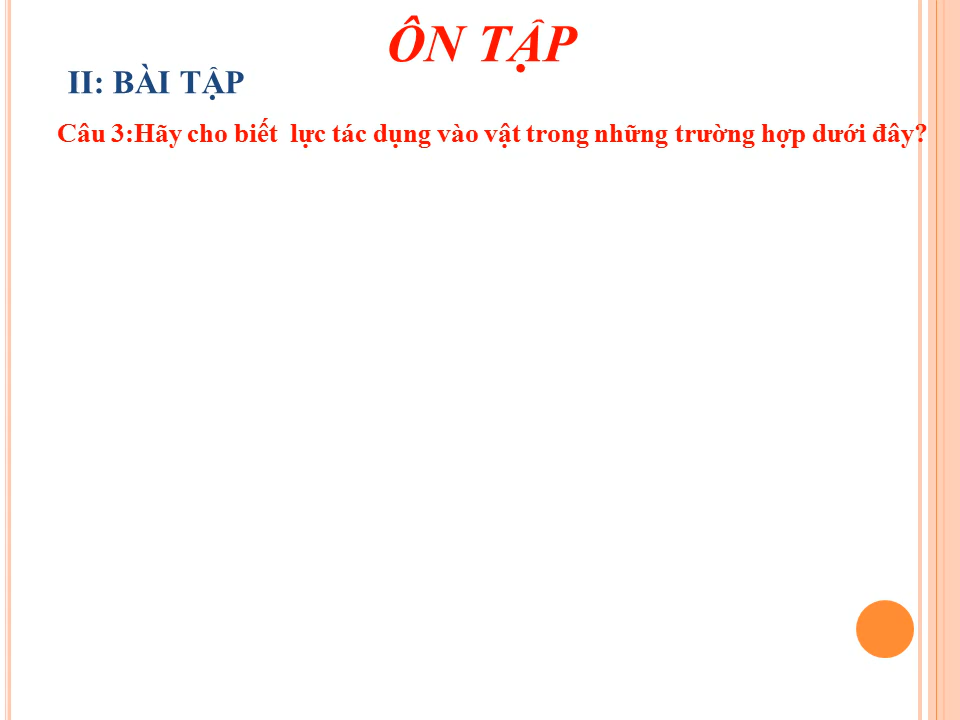 ÔN TẬP
II: BÀI TẬP
Câu 3:Hãy cho biết  lực tác dụng vào vật trong những trường hợp dưới đây?